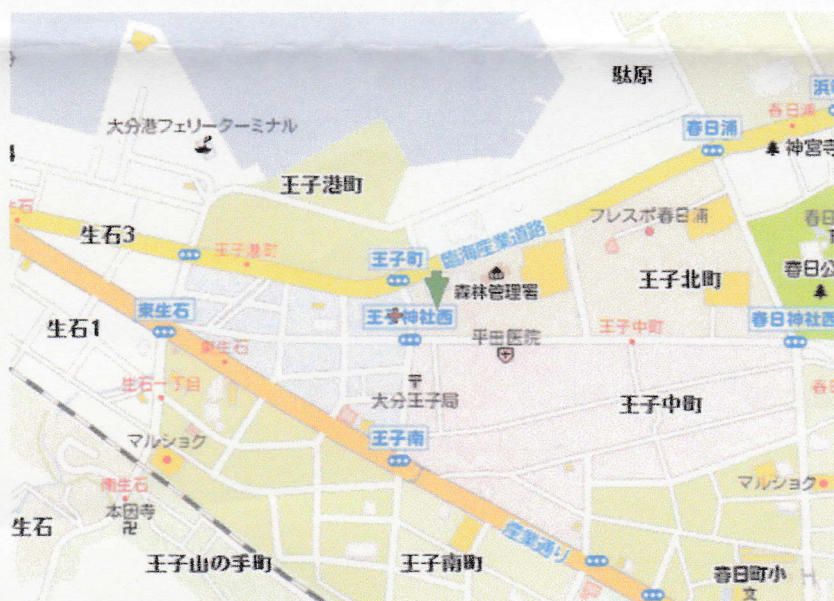 駄原
浜
春日浦
春日浦
大分港フェリーターミナル
神宮寺
王子港町
フレスポ春日浦
生石3
臨海産業道路
王子港町
王子町
春日公
森林管理署
王子北町
東生石
王子神社西
生石1
春日神社西
平田医院
王子中町
東生石
生石一丁目
〒
大分王子局
王子中町
マルショク
王子南
南生石
マルショク
本因寺
卍
生石
産業通り
王子山の手町
王子南町
春日町小
文